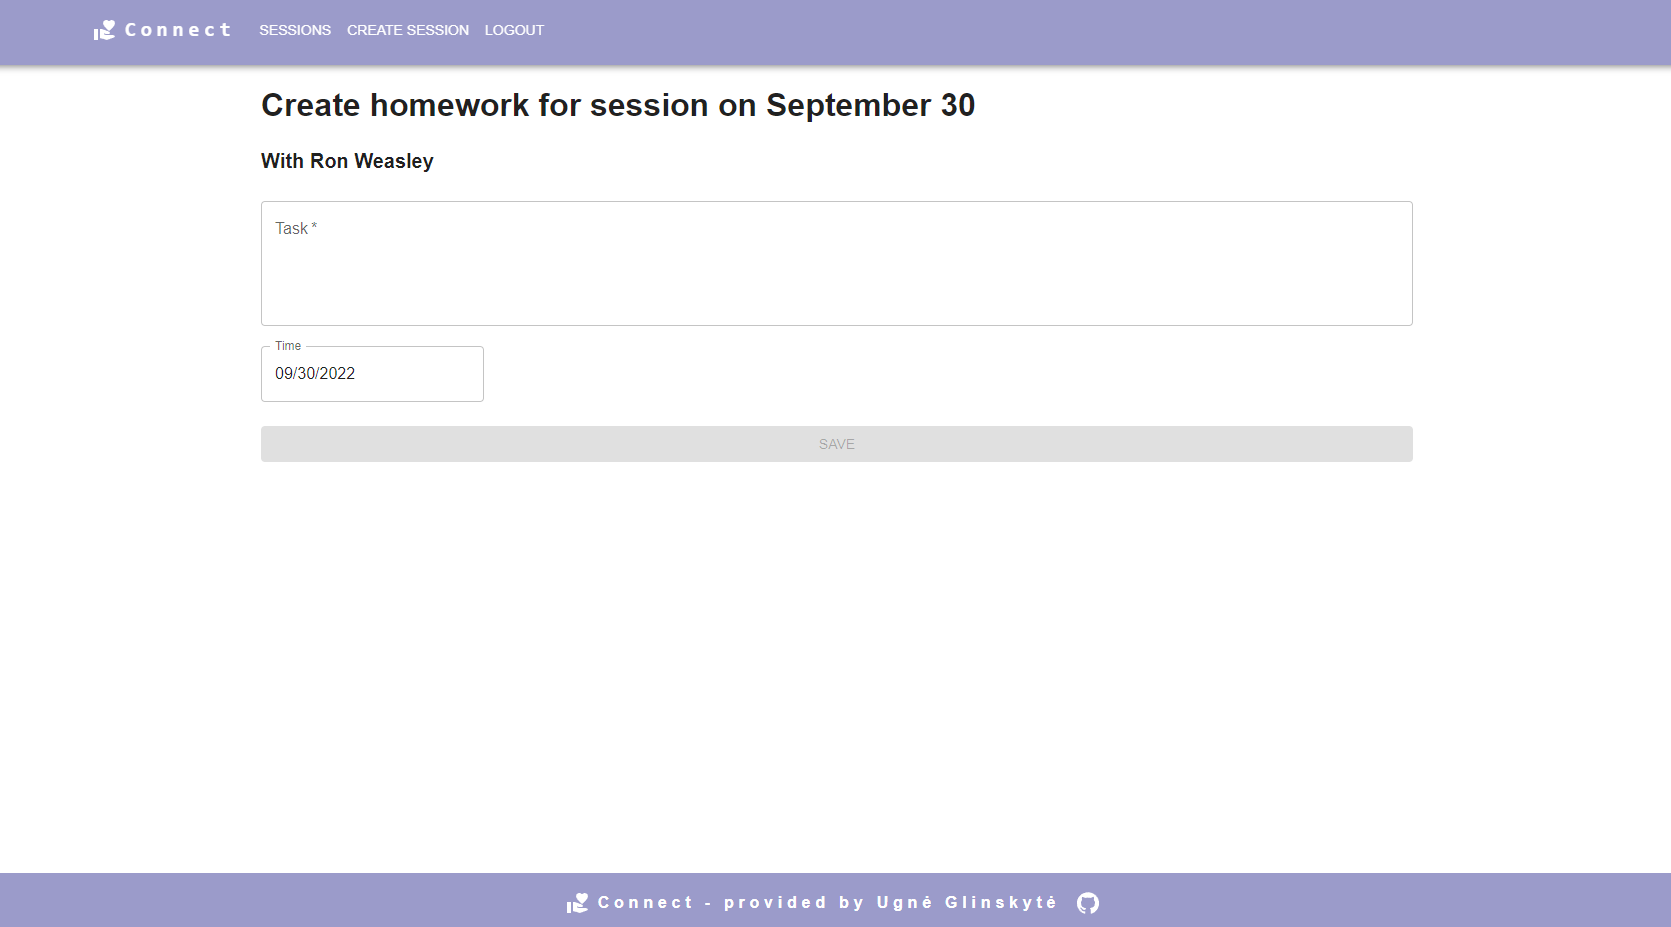 Connect SESSIONS CREATE SESSION LOGOUT
Create homework for session on September 30
With Ron Weasley
Task *
Time
09/30/2022
SAVE
Connect - provided by Ugnė Glinskytė